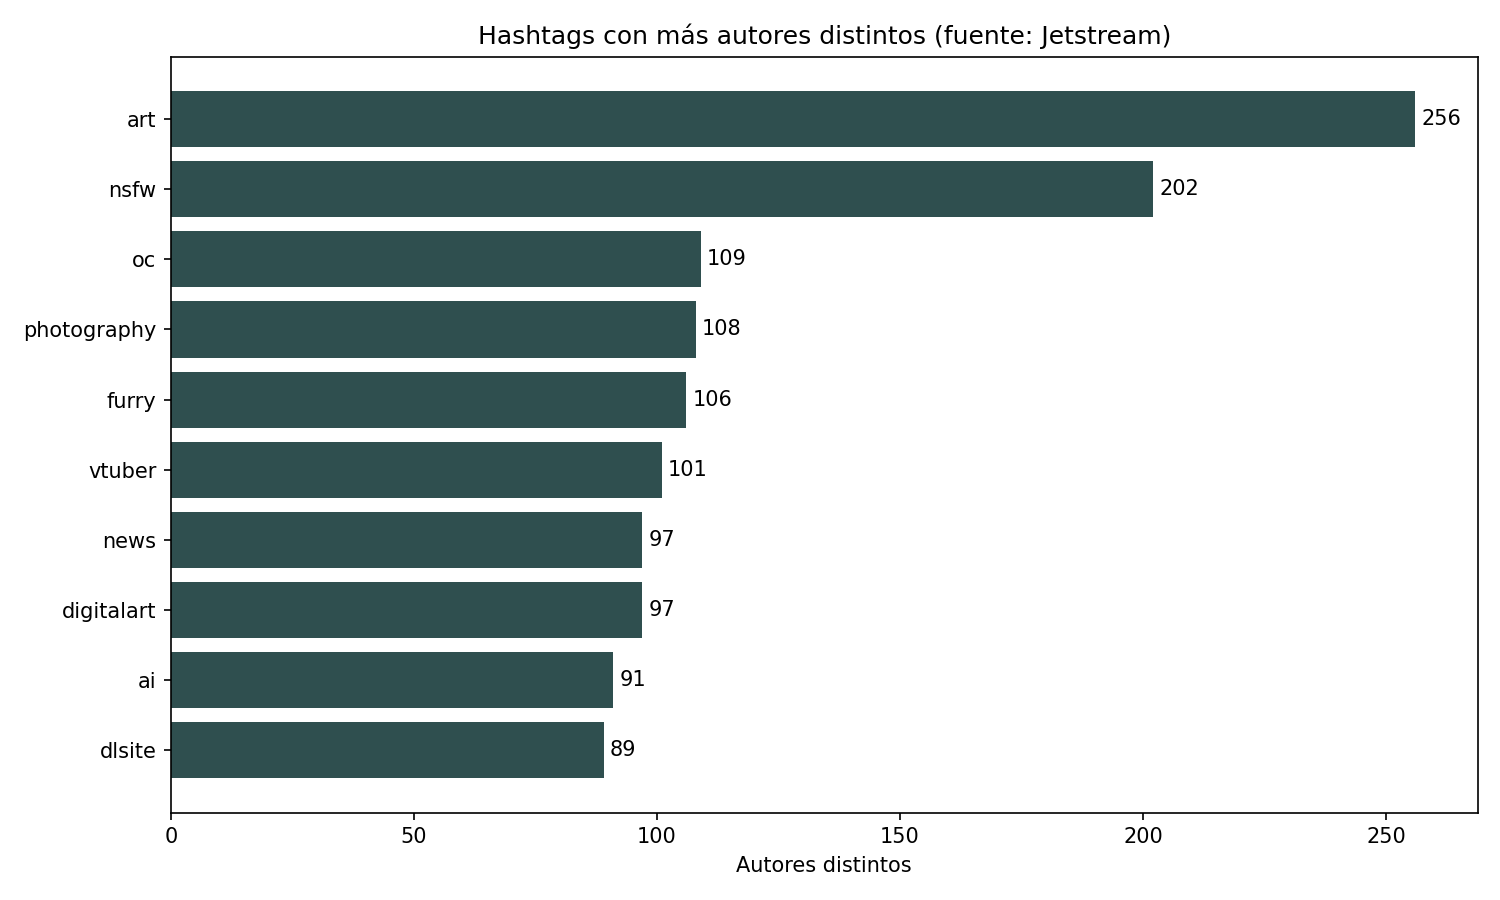 Hashtags con más autores distintos (fuente: Jetstream)
art 256
nsfw 202
oc 109
photography 108
furry 106
vtuber 101
news 97
digitalart 97
ai 91
dlsite 89
0 50 100 150 200 250
Autores distintos